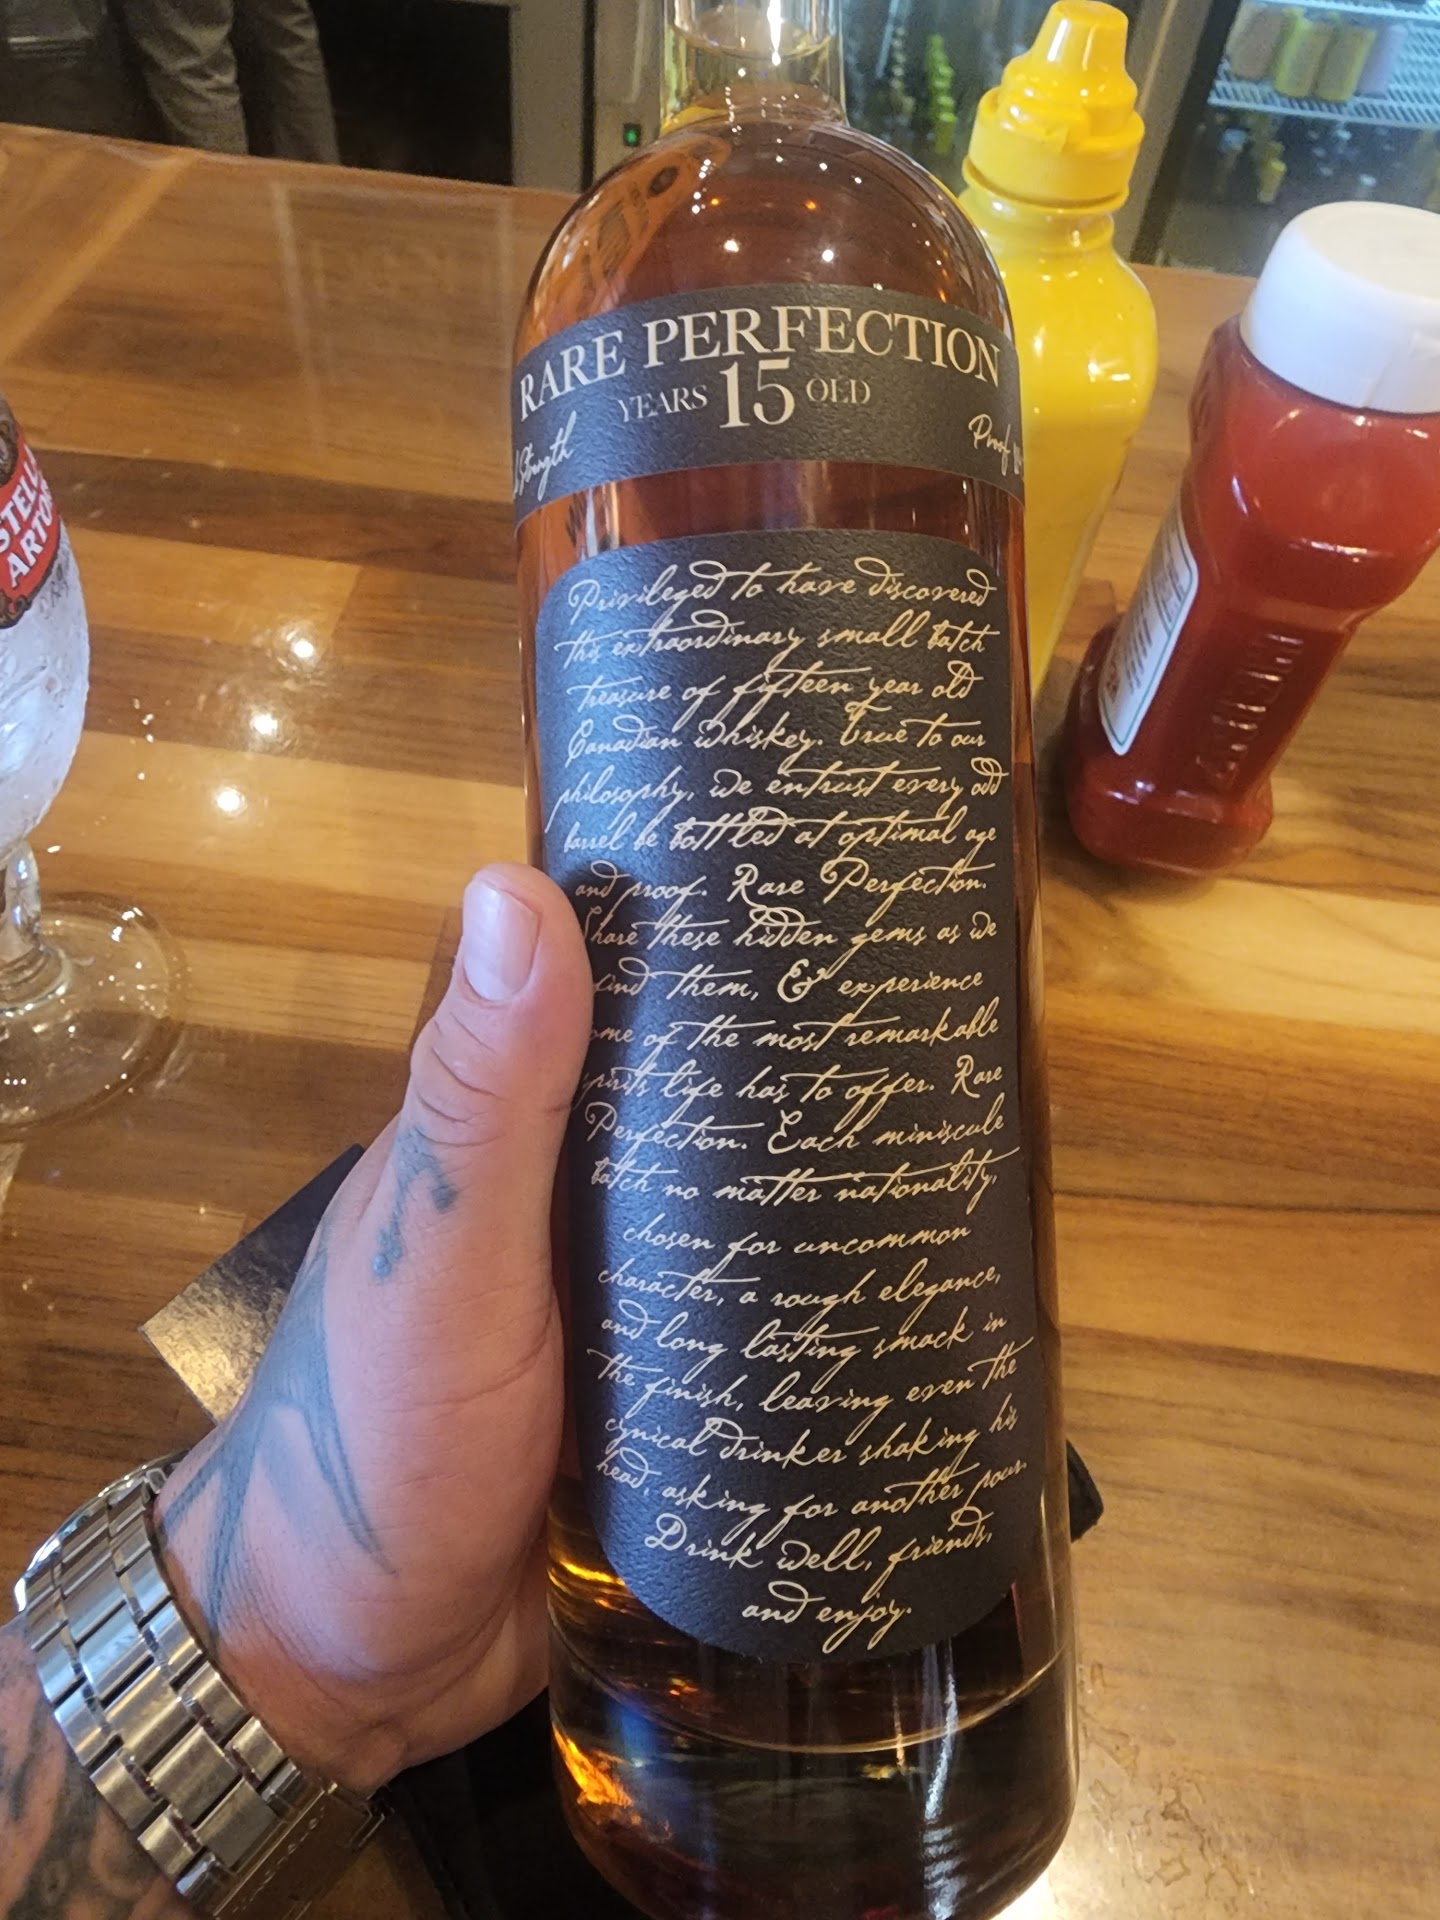 RARE PERFECTION
YEARS 15 OLD
Strength
Proof
Privileged to have discovered
this extraordinary small batch
treasure of fifteen year old
Canadian whiskey. True to our
philosophy, we entrust every odd
barrel be bottled at optimal age
and proof. Rare Perfection.
Share these hidden gems as we
find them, & experience
some of the most remarkable
spirits life has to offer. Rare
Perfection. Each miniscule
batch no matter nationality,
chosen for uncommon
character, a rough elegance,
and long lasting smack in
the finish, leaving even the
cynical drinker shaking his
head, asking for another pour.
Drink well, friends,
and enjoy.
STELLA
ARTOIS